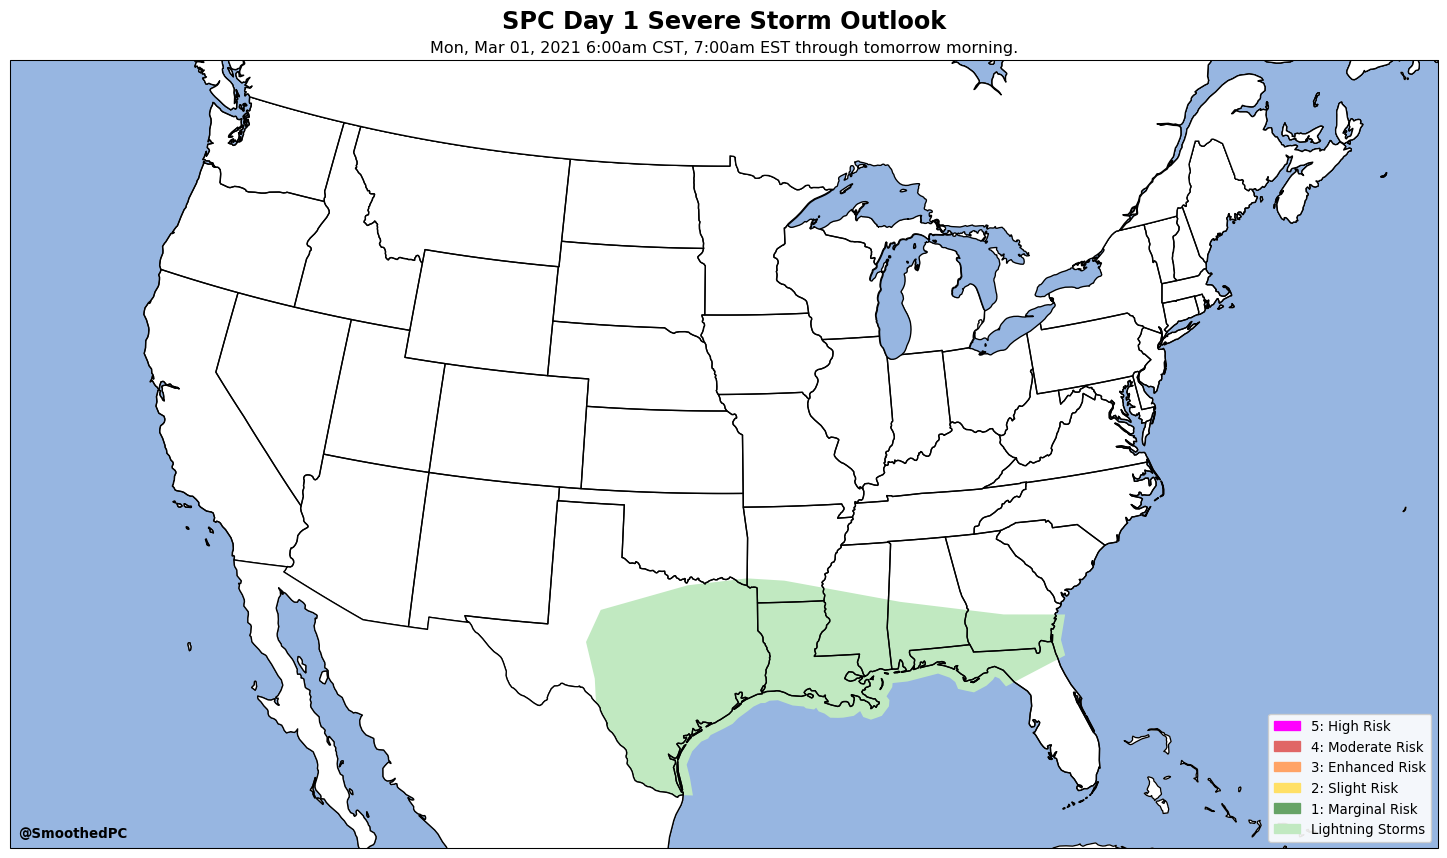 SPC Day 1 Severe Storm Outlook
Mon, Mar 01, 2021 6:00am CST, 7:00am EST through tomorrow morning.
5: High Risk
4: Moderate Risk
3: Enhanced Risk
2: Slight Risk
1: Marginal Risk
Lightning Storms
@SmoothedPC